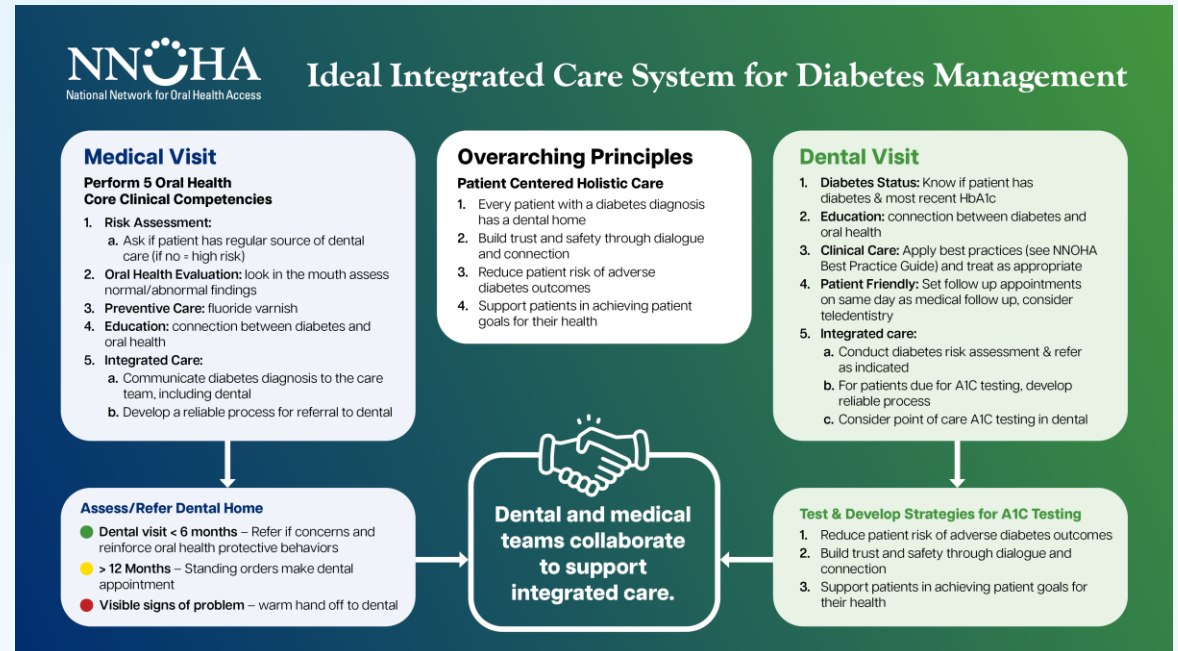 NNOHA
National Network for Oral Health Access
Ideal Integrated Care System for Diabetes Management
Medical Visit
Perform 5 Oral Health
Core Clinical Competencies
1. Risk Assessment:
a. Ask if patient has regular source of dental
care (if no = high risk)
2. Oral Health Evaluation: look in the mouth assess
normal/abnormal findings
3. Preventive Care: fluoride varnish
4. Education: connection between diabetes and
oral health
5. Integrated Care:
a. Communicate diabetes diagnosis to the care
team, including dental
b. Develop a reliable process for referral to dental
Overarching Principles
Patient Centered Holistic Care
1. Every patient with a diabetes diagnosis
has a dental home
2. Build trust and safety through dialogue
and connection
3. Reduce patient risk of adverse
diabetes outcomes
4. Support patients in achieving patient
goals for their health
Dental Visit
1. Diabetes Status: Know if patient has
diabetes & most recent HbA1c
2. Education: connection between diabetes and
oral health
3. Clinical Care: Apply best practices (see NNOHA
Best Practice Guide) and treat as appropriate
4. Patient Friendly: Set follow up appointments
on same day as medical follow up, consider
teledentistry
5. Integrated care:
a. Conduct diabetes risk assessment & refer
as indicated
b. For patients due for A1C testing, develop
reliable process
c. Consider point of care A1C testing in dental
Assess/Refer Dental Home
Dental visit < 6 months – Refer if concerns and
reinforce oral health protective behaviors
> 12 Months – Standing orders make dental
appointment
Visible signs of problem – warm hand off to dental
Dental and medical
teams collaborate
to support
integrated care.
Test & Develop Strategies for A1C Testing
1. Reduce patient risk of adverse diabetes outcomes
2. Build trust and safety through dialogue and
connection
3. Support patients in achieving patient goals for
their health